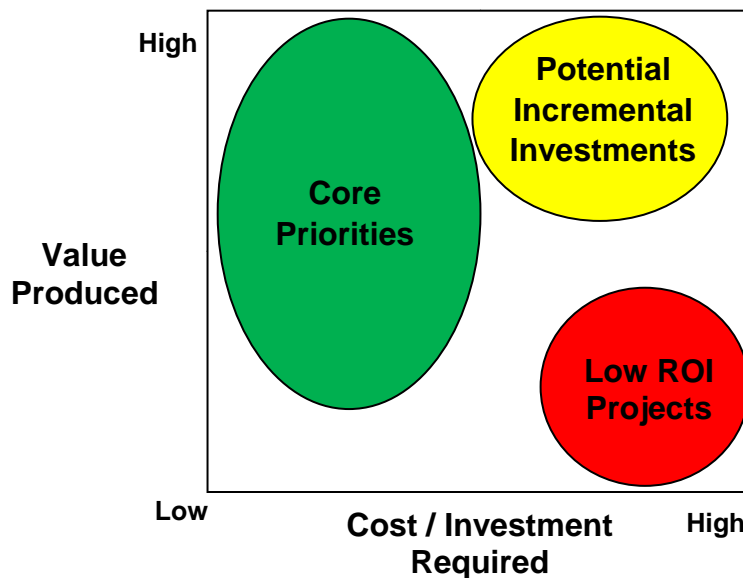 High
Potential
Incremental
Investments
Core
Priorities
Value
Produced
Low ROI
Projects
Low
Cost / Investment
Required
High